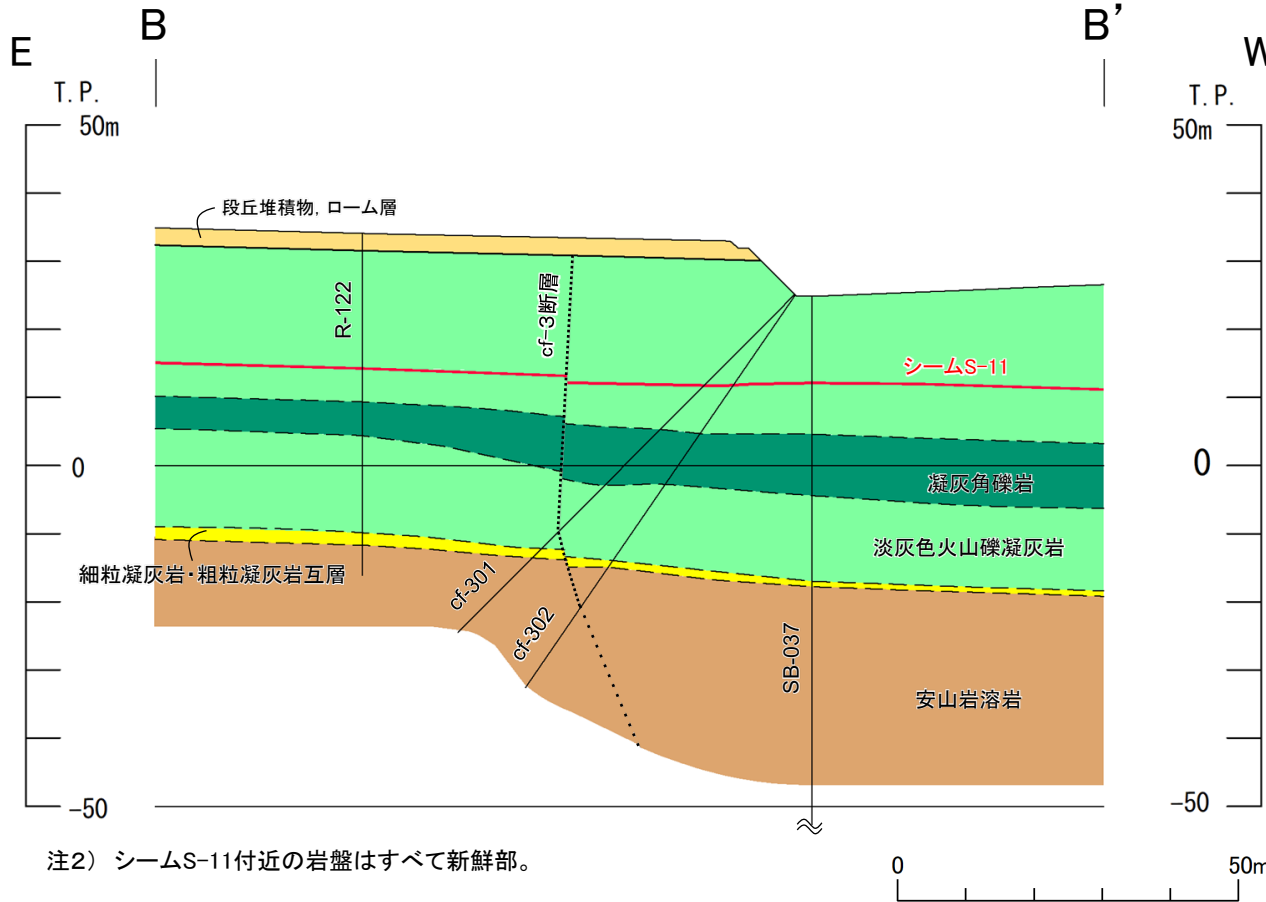 B
B’
E
W
T.P.
T.P.
50m
50m
段丘堆積物，ローム層
R-122
cf-3断層
シームS-11
0
0
凝灰角礫岩
淡灰色火山礫凝灰岩
細粒凝灰岩・粗粒凝灰岩互層
cf-301
cf-302
SB-037
安山岩溶岩
-50
-50
注2） シームS-11付近の岩盤はすべて新鮮部。
0
50m